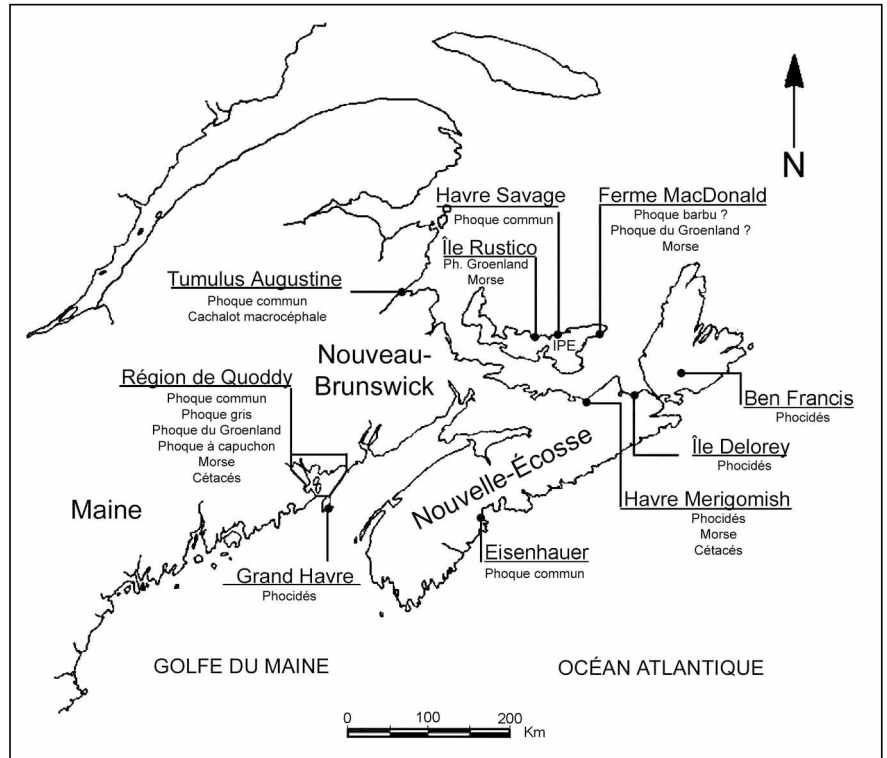 N
Havre Savage
Phoque commun
Ferme MacDonald
Phoque barbu ?
Phoque du Groenland ?
Morse
Île Rustico
Ph. Groenland
Morse
Tumulus Augustine
Phoque commun
Cachalot macrocéphale
IPE
Nouveau-
Brunswick
Région de Quoddy
Phoque commun
Phoque gris
Phoque du Groenland
Phoque à capuchon
Morse
Cétacés
Ben Francis
Phocidés
Île Delorey
Phocidés
Nouvelle-Écosse
Havre Merigomish
Phocidés
Morse
Cétacés
Maine
Eisenhauer
Phoque commun
Grand Havre
Phocidés
GOLFE DU MAINE
OCÉAN ATLANTIQUE
0 100 200
Km